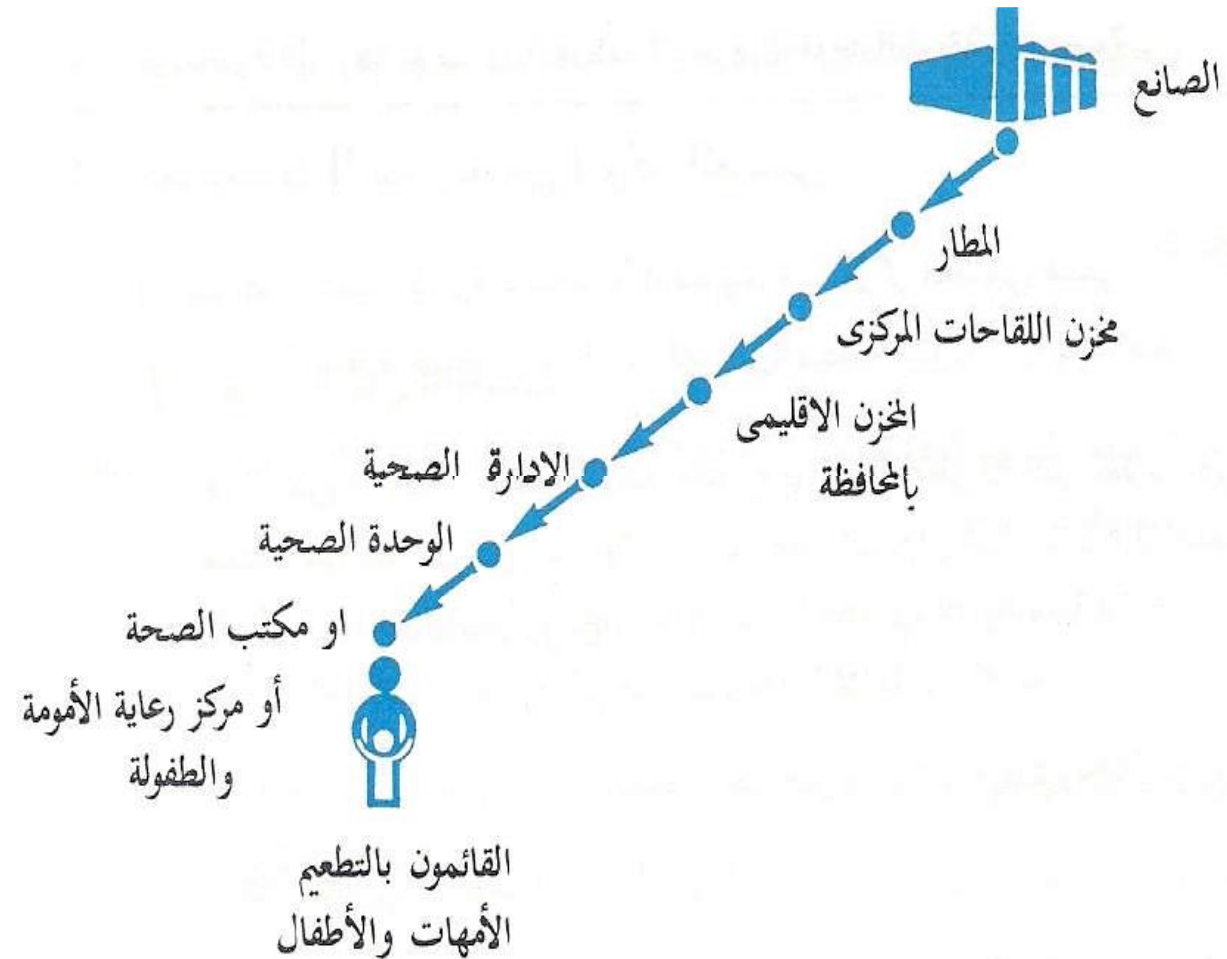 الصانع
المطار
مخزن اللقاحات المركزى
المخزن الاقليمى
بالمحافظة
الادارة الصحية
الوحدة الصحية
او مكتب الصحة
أو مركز رعاية الأمومة
والطفولة
القائمون بالتطعيم
الأمهات والأطفال